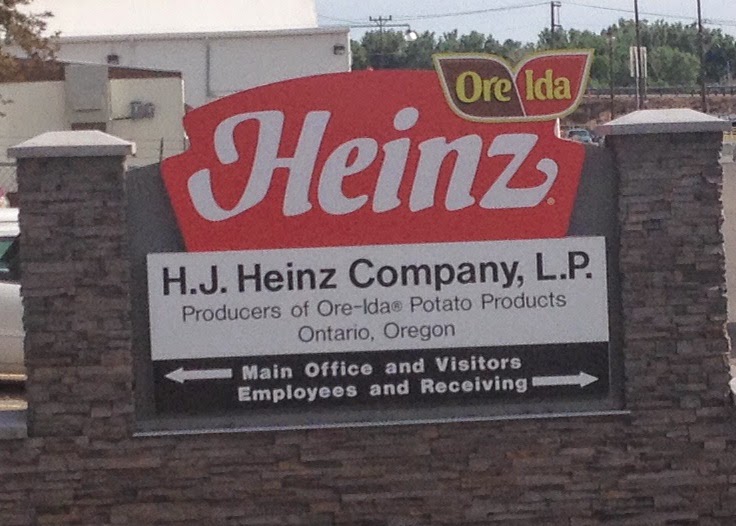 Ore Ida
Heinz®
H.J. Heinz Company, L.P.
Producers of Ore-Ida® Potato Products
Ontario, Oregon
Main Office and Visitors
Employees and Receiving